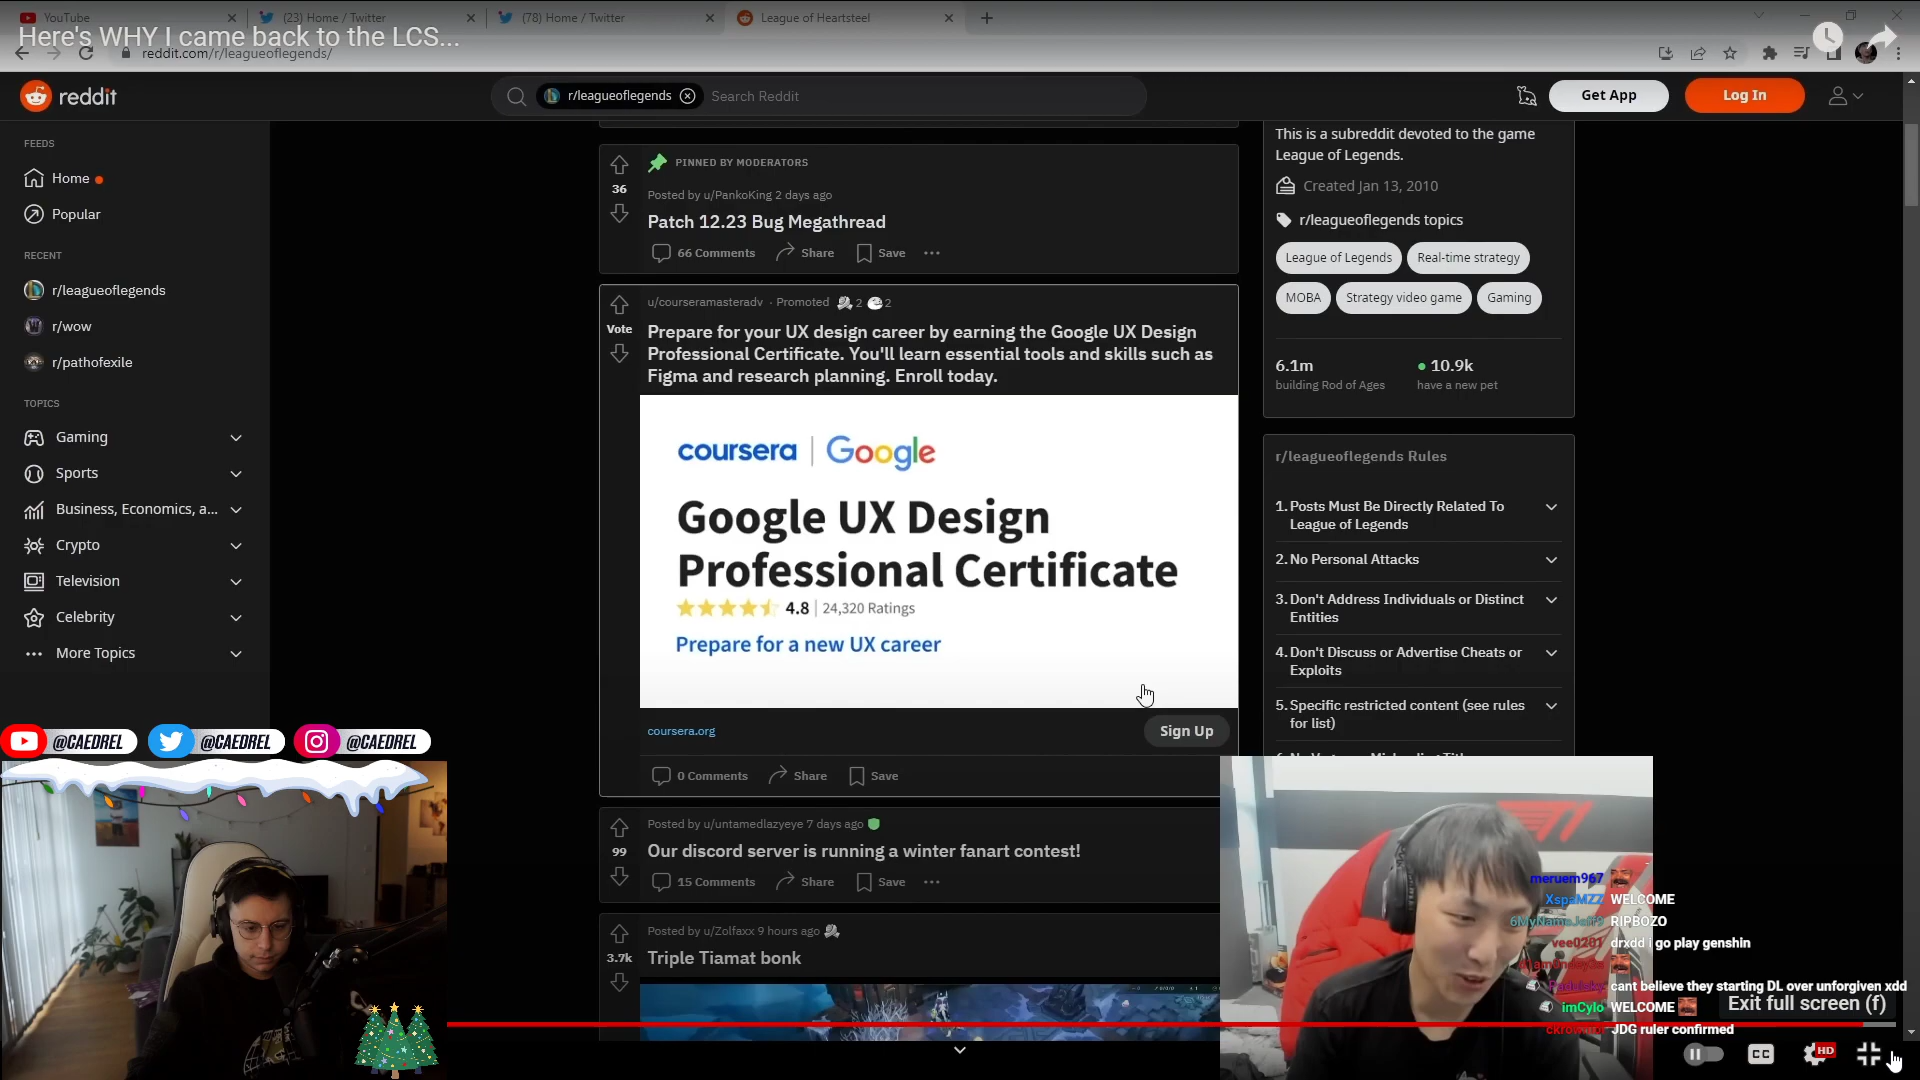 YouTube
(23) Home / Twitter
(78) Home / Twitter
League of Heartsteel
Here's WHY I came back to the LCS...
reddit.com/r/leagueoflegends/
reddit
r/leagueoflegends
Search Reddit
Get App
Log In
FEEDS
Home
Popular
RECENT
r/leagueoflegends
r/wow
r/pathofexile
TOPICS
Gaming
Sports
Business, Economics, a...
Crypto
Television
Celebrity
More Topics
PINNED BY MODERATORS
36
Posted by u/PankoKing 2 days ago
Patch 12.23 Bug Megathread
66 Comments
Share
Save
u/courseramasteradv · Promoted 2 2
Vote
Prepare for your UX design career by earning the Google UX Design
Professional Certificate. You'll learn essential tools and skills such as
Figma and research planning. Enroll today.
coursera | Google
Google UX Design
Professional Certificate
4.8 | 24,320 Ratings
Prepare for a new UX career
coursera.org
Sign Up
0 Comments
Share
Save
Posted by u/untamedlazyeye 7 days ago
99
Our discord server is running a winter fanart contest!
15 Comments
Share
Save
Posted by u/Zolfaxx 9 hours ago
3.7k
Triple Tiamat bonk
This is a subreddit devoted to the game
League of Legends.
Created Jan 13, 2010
r/leagueoflegends topics
League of Legends
Real-time strategy
MOBA
Strategy video game
Gaming
6.1m
building Rod of Ages
10.9k
have a new pet
r/leagueoflegends Rules
1. Posts Must Be Directly Related To
League of Legends
2. No Personal Attacks
3. Don't Address Individuals or Distinct
Entities
4. Don't Discuss or Advertise Cheats or
Exploits
5. Specific restricted content (see rules
for list)
@CAEDREL
@CAEDREL
@CAEDREL
meruem967
XspaMZZ WELCOME
RIPBOZO
vee0201 drxdd i go play genshin
cant believe they starting DL over unforgiven xdd
imCylo WELCOME
JDG ruler confirmed
Exit full screen (f)
CC
HD